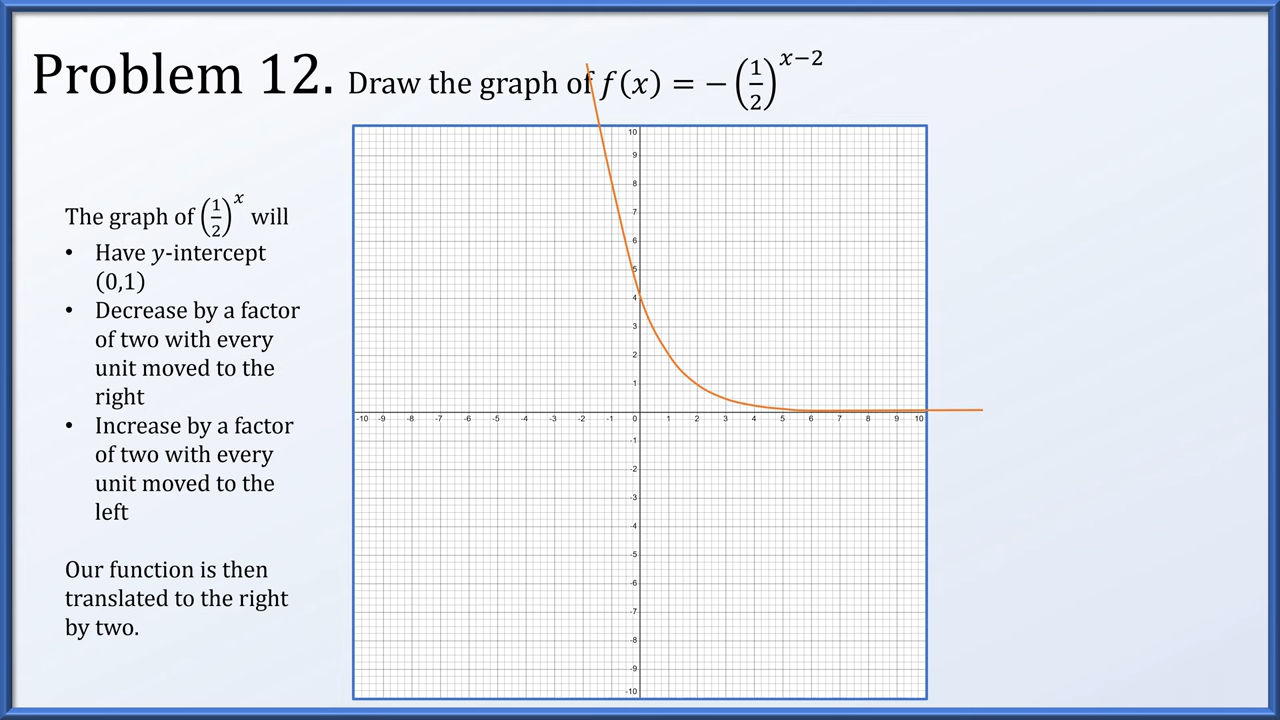 Problem 12. Draw the graph of f(x) = −(1/2)^(x−2)
The graph of (1/2)^x will
• Have y-intercept
(0,1)
• Decrease by a factor
of two with every
unit moved to the
right
• Increase by a factor
of two with every
unit moved to the
left
Our function is then
translated to the right
by two.
10
9
8
7
6
5
4
3
2
1
-10 -9 -8 -7 -6 -5 -4 -3 -2 -1 0 1 2 3 4 5 6 7 8 9 10
-1
-2
-3
-4
-5
-6
-7
-8
-9
-10